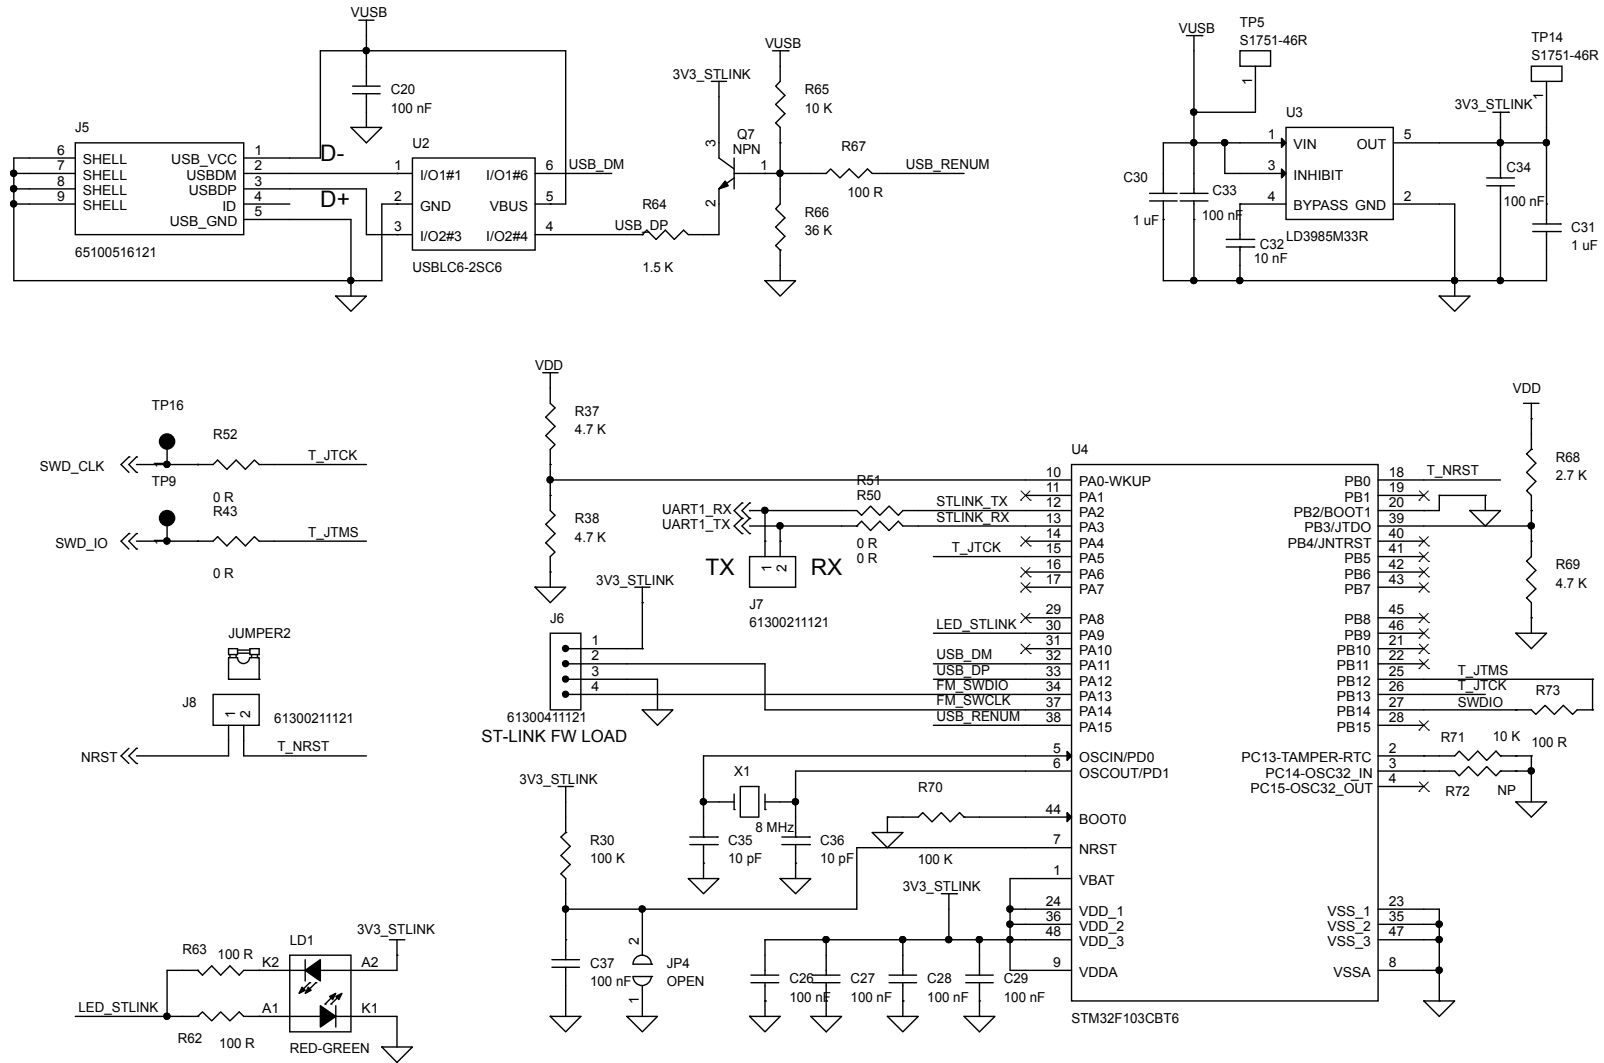 VUSB
C20
100 nF
J5
6
7
8
9
SHELL
SHELL
SHELL
SHELL
USB_VCC
USBDM
USBDP
ID
USB_GND
1
2
3
4
5
65100516121
D-
D+
U2
1
2
3
I/O1#1
GND
I/O2#3
I/O1#6
VBUS
I/O2#4
6
5
4
USBLC6-2SC6
USB_DM
USB_DP
R64
1.5 K
3V3_STLINK
3
Q7
NPN
1
2
VUSB
R65
10 K
R67
100 R
USB_RENUM
R66
36 K
VUSB
TP5
S1751-46R
1
TP14
S1751-46R
1
3V3_STLINK
U3
1
3
4
VIN
INHIBIT
BYPASS
OUT
GND
5
2
LD3985M33R
C30
1 uF
C33
100 nF
C32
10 nF
C34
100 nF
C31
1 uF
TP16
R52
SWD_CLK
T_JTCK
0 R
TP9
R43
SWD_IO
T_JTMS
0 R
JUMPER2
J8
1 2
61300211121
NRST
T_NRST
R63
100 R
K2
LD1
A2
3V3_STLINK
LED_STLINK
R62
100 R
A1
K1
RED-GREEN
VDD
R37
4.7 K
R38
4.7 K
3V3_STLINK
J6
1
2
3
4
61300411121
ST-LINK FW LOAD
UART1_RX
UART1_TX
R51
R50
0 R
0 R
STLINK_TX
STLINK_RX
TX
1 2
RX
J7
61300211121
T_JTCK
LED_STLINK
USB_DM
USB_DP
FM_SWDIO
FM_SWCLK
USB_RENUM
X1
8 MHz
C35
10 pF
C36
10 pF
R70
100 K
3V3_STLINK
R30
100 K
C37
100 nF
2
1
JP4
OPEN
3V3_STLINK
C26
100 nF
C27
100 nF
C28
100 nF
C29
100 nF
U4
10 PA0-WKUP
11 PA1
12 PA2
13 PA3
14 PA4
15 PA5
16 PA6
17 PA7
29 PA8
30 PA9
31 PA10
32 PA11
33 PA12
34 PA13
37 PA14
38 PA15
5 OSCIN/PD0
6 OSCOUT/PD1
44 BOOT0
7 NRST
1 VBAT
24 VDD_1
36 VDD_2
48 VDD_3
9 VDDA
PB0 18
PB1 19
PB2/BOOT1 20
PB3/JTDO 39
PB4/JNTRST 40
PB5 41
PB6 42
PB7 43
PB8 45
PB9 46
PB10 21
PB11 22
PB12 25
PB13 26
PB14 27
PB15 28
PC13-TAMPER-RTC 2
PC14-OSC32_IN 3
PC15-OSC32_OUT 4
VSS_1 23
VSS_2 35
VSS_3 47
VSSA 8
STM32F103CBT6
T_NRST
VDD
R68
2.7 K
R69
4.7 K
T_JTMS
T_JTCK
SWDIO
R73
100 R
R71
10 K
R72
NP